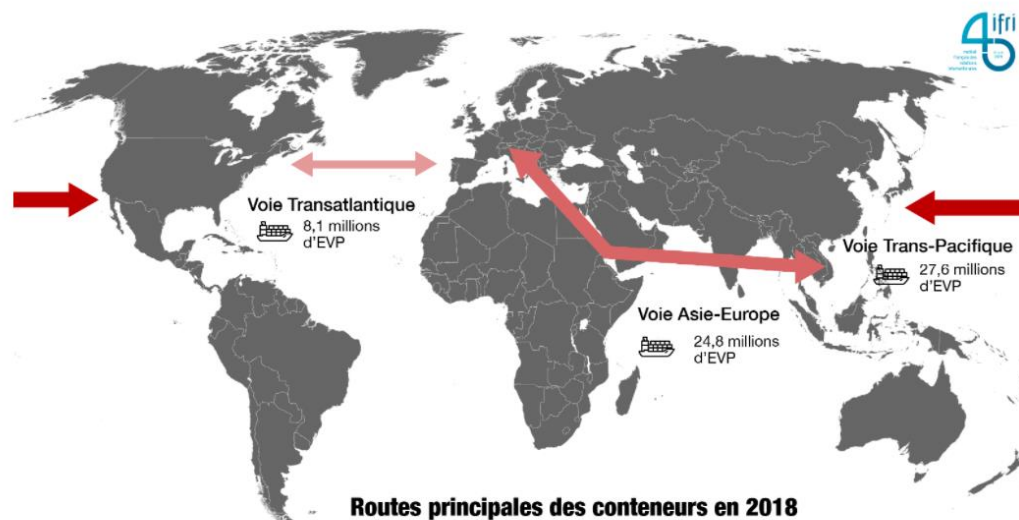 ifri
Voie Transatlantique
8,1 millions
d'EVP
Voie Trans-Pacifique
27,6 millions
d'EVP
Voie Asie-Europe
24,8 millions
d'EVP
Routes principales des conteneurs en 2018